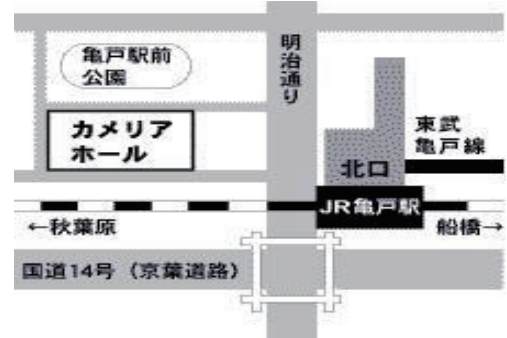 亀戸駅前
公園
明治通り
カメリア
ホール
東武
亀戸線
北口
JR亀戸駅
←秋葉原
船橋→
国道14号（京葉道路）